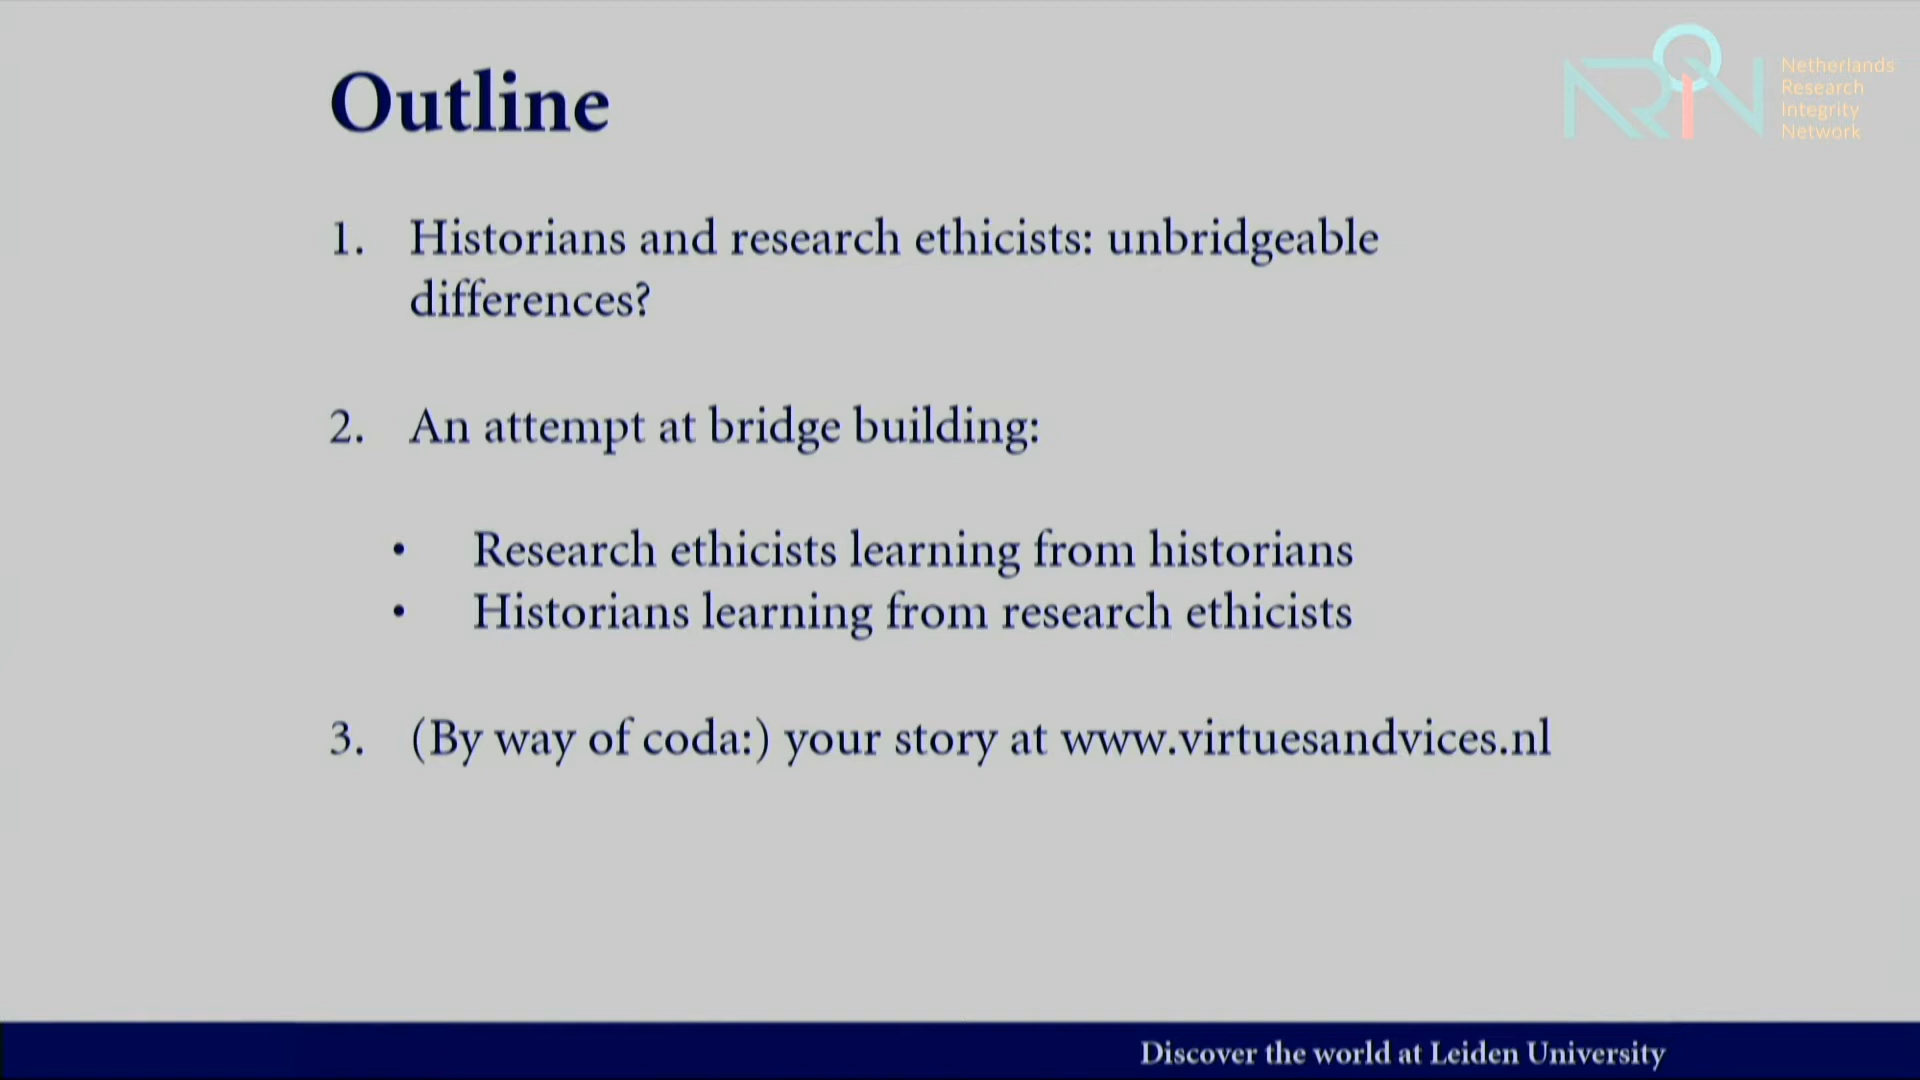 Outline
NRIN
Netherlands
Research
Integrity
Network
1. Historians and research ethicists: unbridgeable
differences?
2. An attempt at bridge building:
• Research ethicists learning from historians
• Historians learning from research ethicists
3. (By way of coda:) your story at www.virtuesandvices.nl
Discover the world at Leiden University